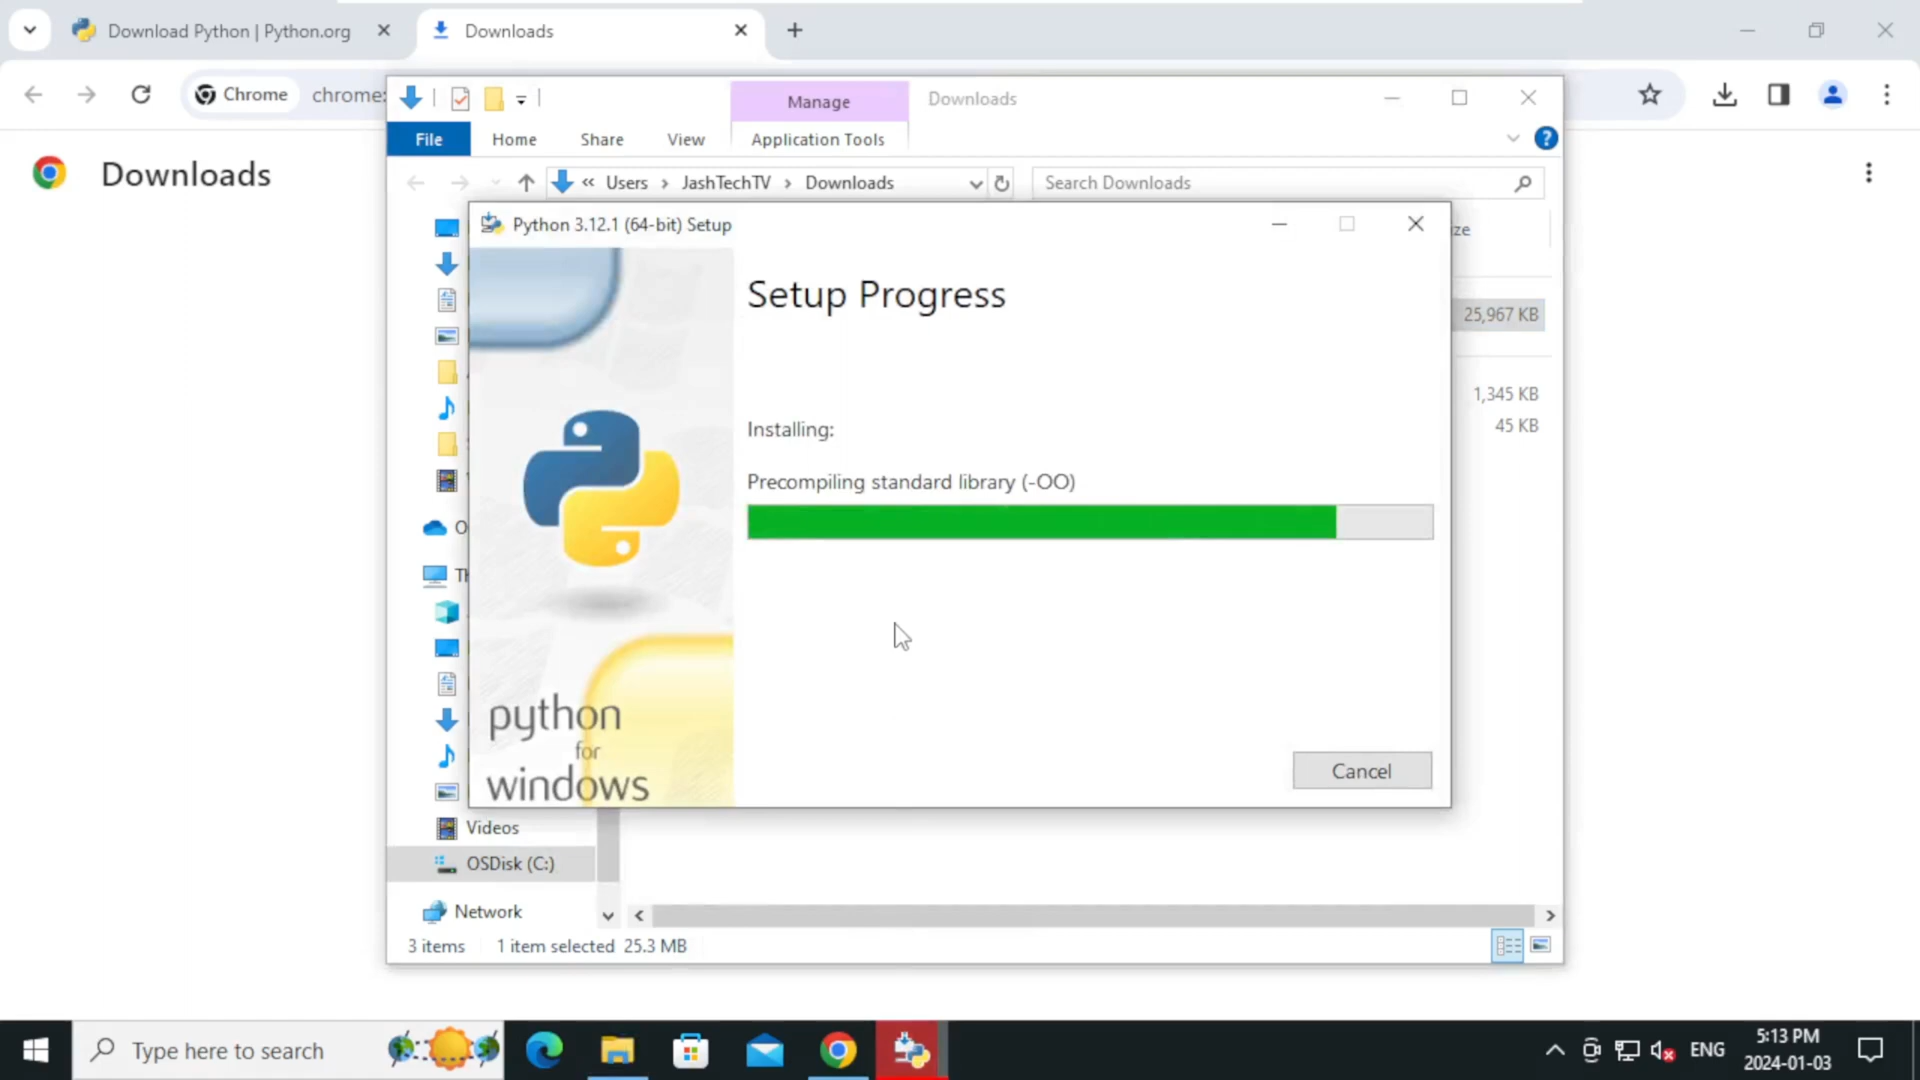 Download Python | Python.org
Downloads
Chrome
chrome:
Manage
Downloads
File
Home
Share
View
Application Tools
Downloads
« Users > JashTechTV > Downloads
Search Downloads
Python 3.12.1 (64-bit) Setup
ze
Setup Progress
25,967 KB
1,345 KB
45 KB
Installing:
Precompiling standard library (-OO)
O
Th
python
for
windows
Cancel
Videos
OSDisk (C:)
Network
3 items
1 item selected 25.3 MB
Type here to search
ENG
5:13 PM
2024-01-03